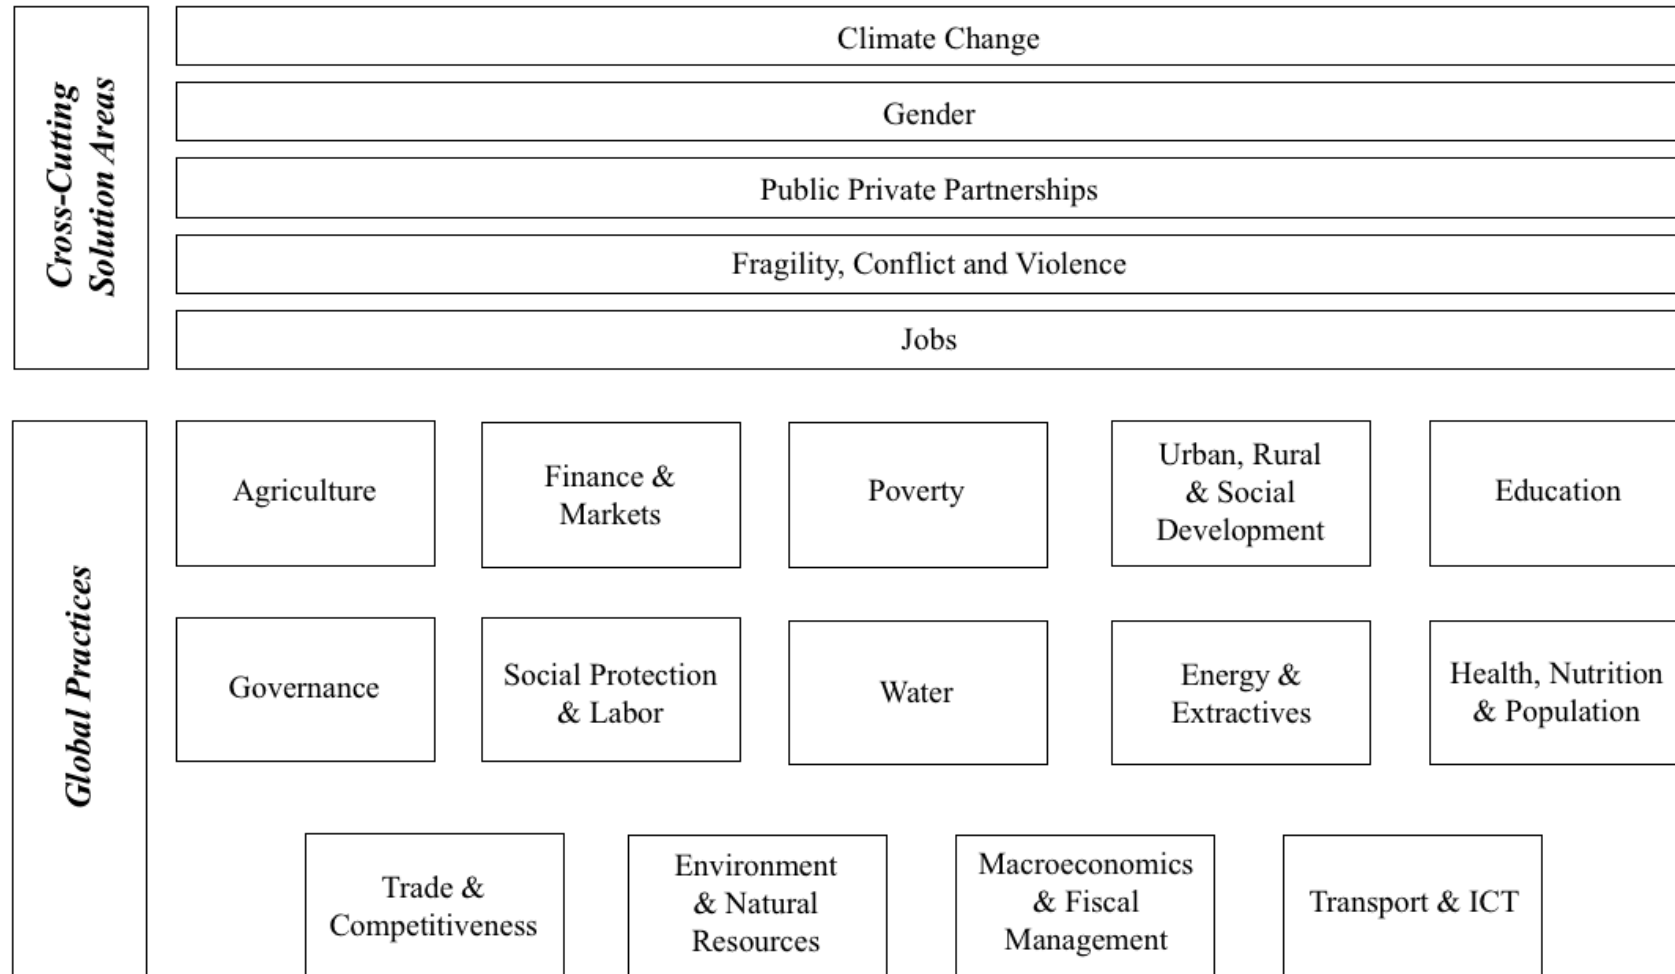 Cross-Cutting
Solution Areas
Climate Change
Gender
Public Private Partnerships
Fragility, Conflict and Violence
Jobs
Global Practices
Agriculture
Finance &
Markets
Poverty
Urban, Rural
& Social
Development
Education
Governance
Social Protection
& Labor
Water
Energy &
Extractives
Health, Nutrition
& Population
Trade &
Competitiveness
Environment
& Natural
Resources
Macroeconomics
& Fiscal
Management
Transport & ICT